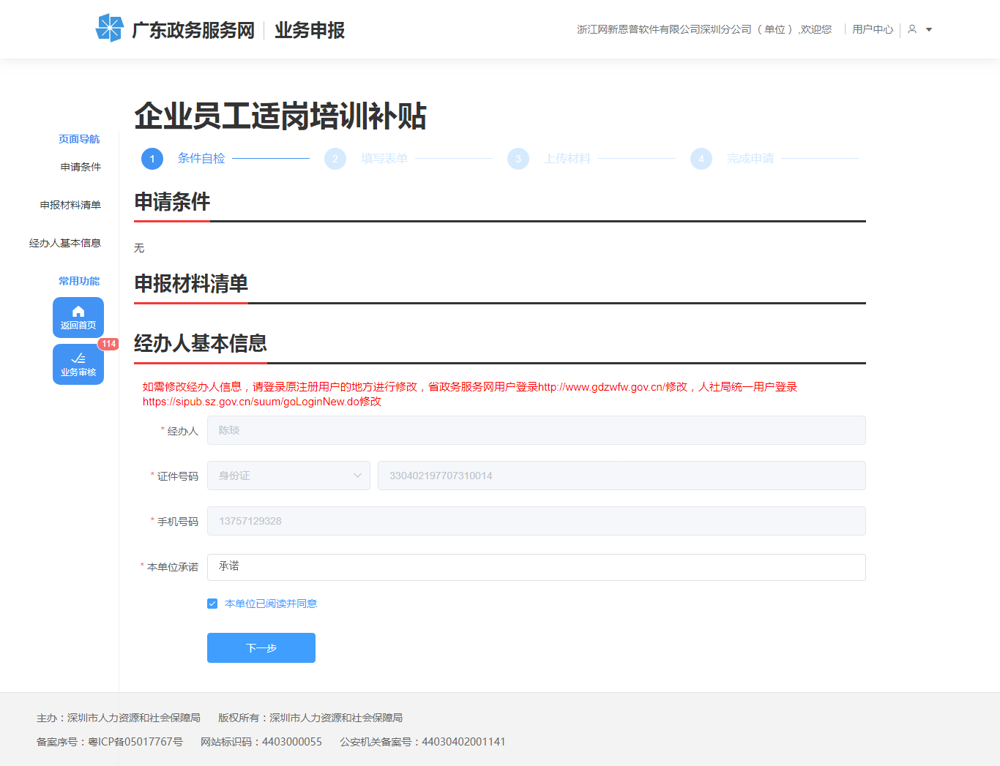 广东政务服务网 业务申报
浙江网新恩普软件有限公司深圳分公司（单位）,欢迎您 用户中心
企业员工适岗培训补贴
1 条件自检 2 填写表单 3 上传材料 4 完成申请
页面导航
申请条件
申报材料清单
经办人基本信息
常用功能
返回首页
114
业务审核
申请条件
无
申报材料清单
经办人基本信息
如需修改经办人信息，请登录原注册用户的地方进行修改，省政务服务网用户登录http://www.gdzwfw.gov.cn/修改，人社局统一用户登录
https://sipub.sz.gov.cn/suum/goLoginNew.do修改
* 经办人 陈琰
* 证件号码 身份证 330402197707310014
* 手机号码 13757129328
* 本单位承诺 承诺
本单位已阅读并同意
下一步
主办：深圳市人力资源和社会保障局 版权所有：深圳市人力资源和社会保障局
备案序号：粤ICP备05017767号 网站标识码：4403000055 公安机关备案号：44030402001141